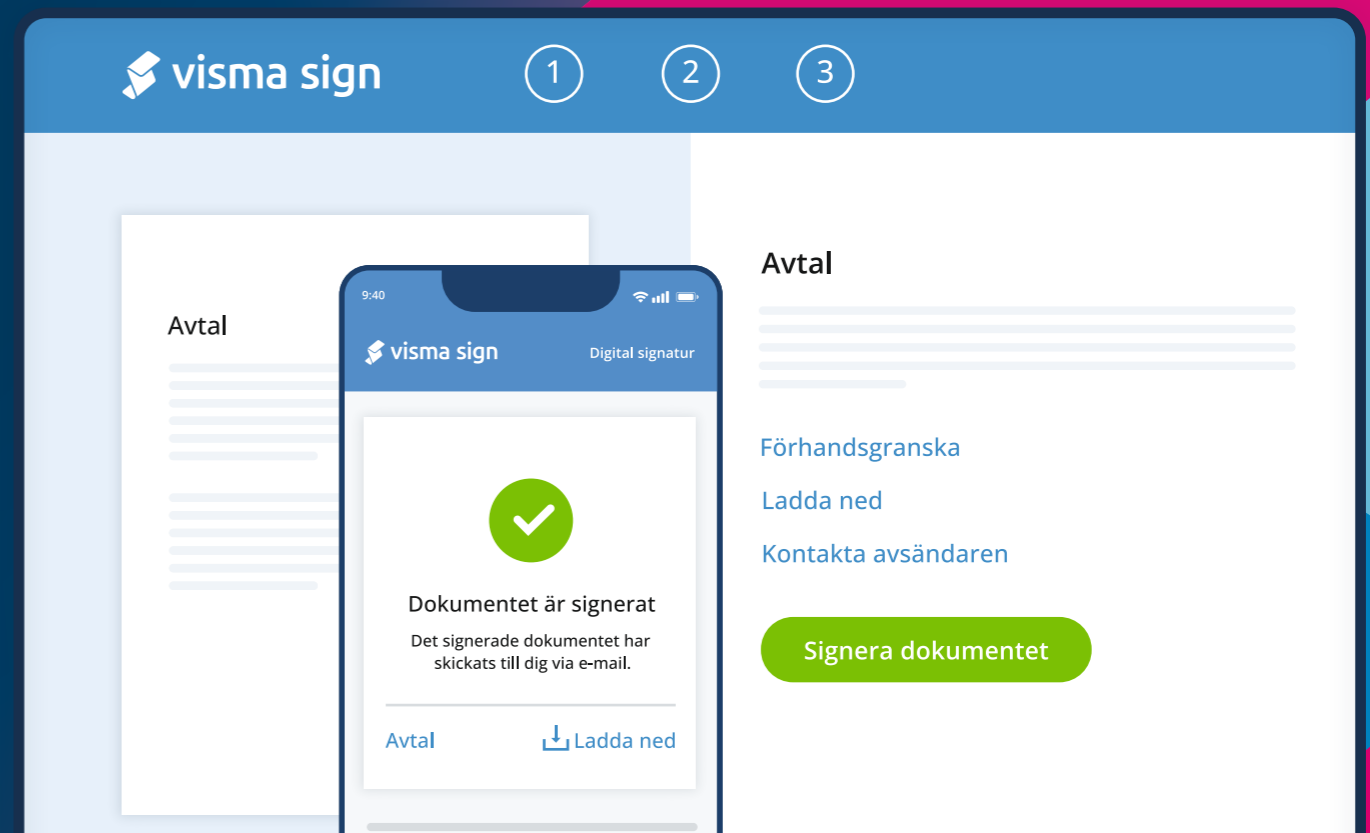 visma sign
1 2 3
Avtal
9:40
visma sign
Digital signatur
Dokumentet är signerat
Det signerade dokumentet har
skickats till dig via e-mail.
Avtal
Ladda ned
Avtal
Förhandsgranska
Ladda ned
Kontakta avsändaren
Signera dokumentet